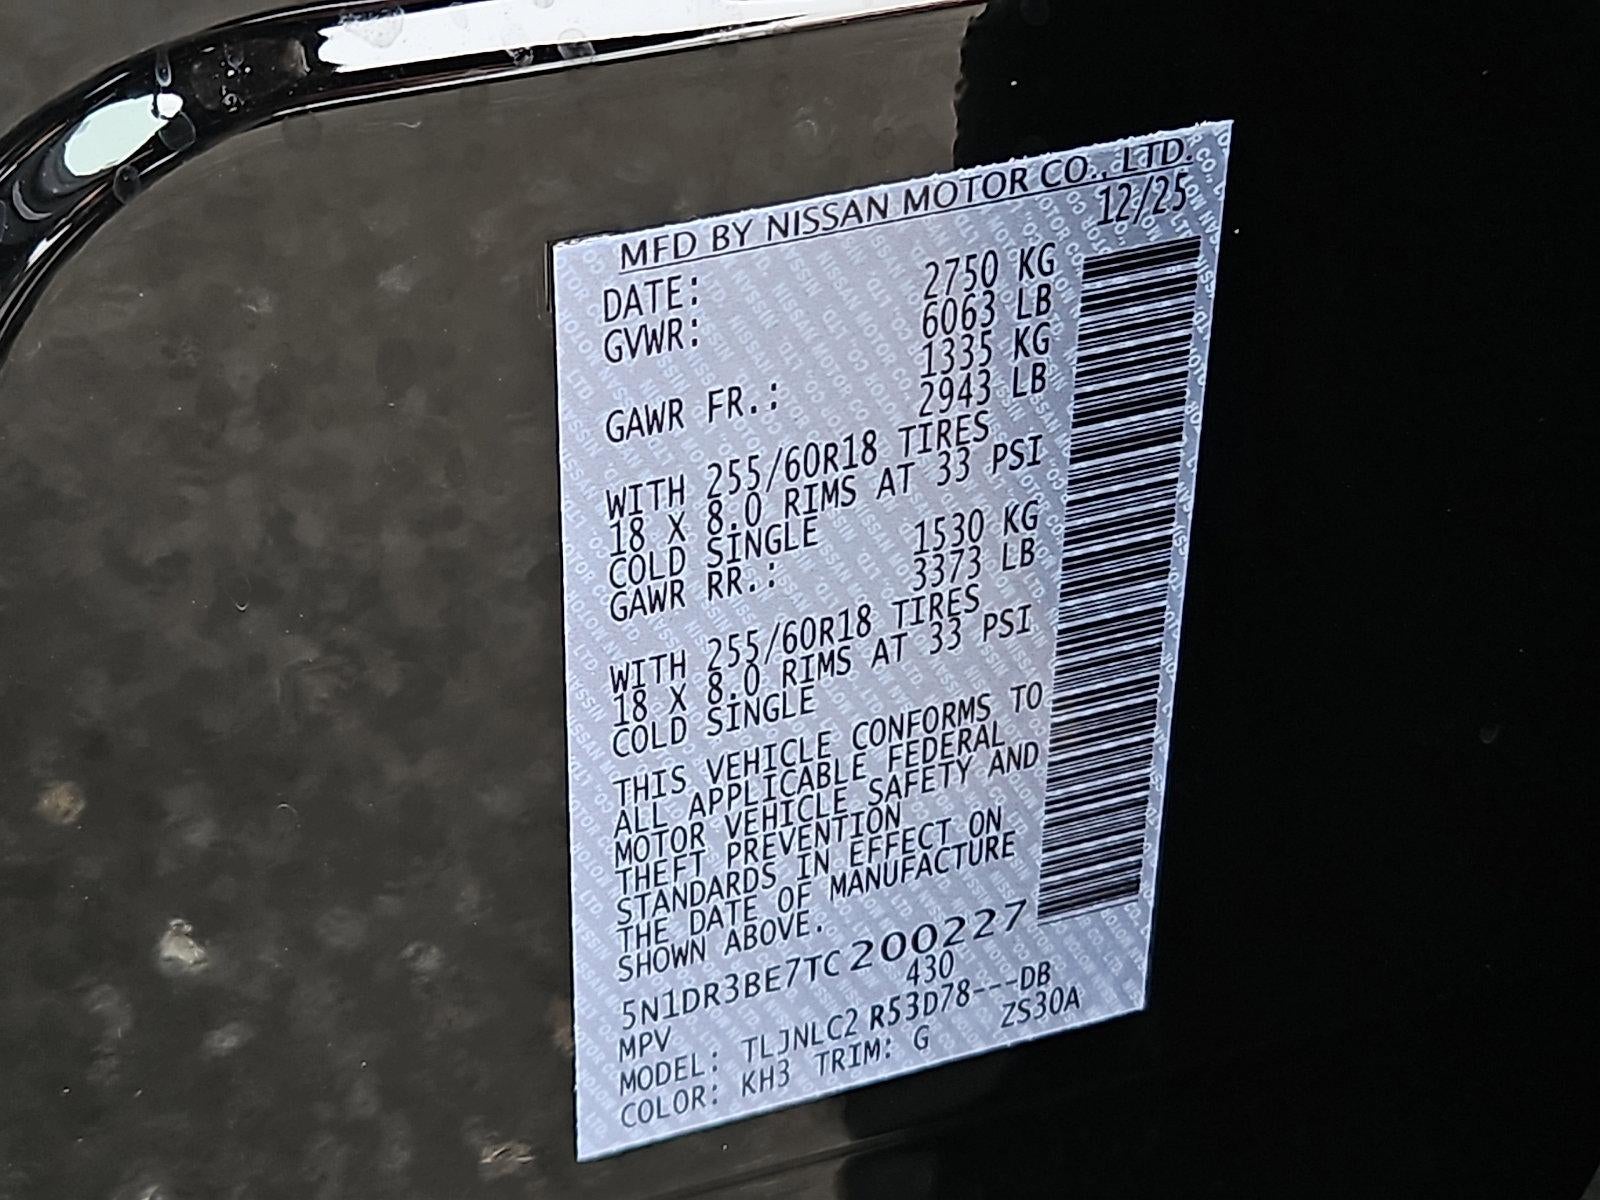 MFD BY NISSAN MOTOR CO., LTD.
DATE: 12/25
GVWR: 2750 KG
6063 LB
GAWR FR.: 1335 KG
2943 LB
WITH 255/60R18 TIRES
18 X 8.0 RIMS AT 33 PSI
COLD SINGLE
GAWR RR.: 1530 KG
3373 LB
WITH 255/60R18 TIRES
18 X 8.0 RIMS AT 33 PSI
COLD SINGLE
THIS VEHICLE CONFORMS TO
ALL APPLICABLE FEDERAL
MOTOR VEHICLE SAFETY AND
THEFT PREVENTION
STANDARDS IN EFFECT ON
THE DATE OF MANUFACTURE
SHOWN ABOVE.
5N1DR3BE7TC200227
MPV 430
MODEL: TLJNLC2 R53D78---DB
COLOR: KH3 TRIM: G ZS30A